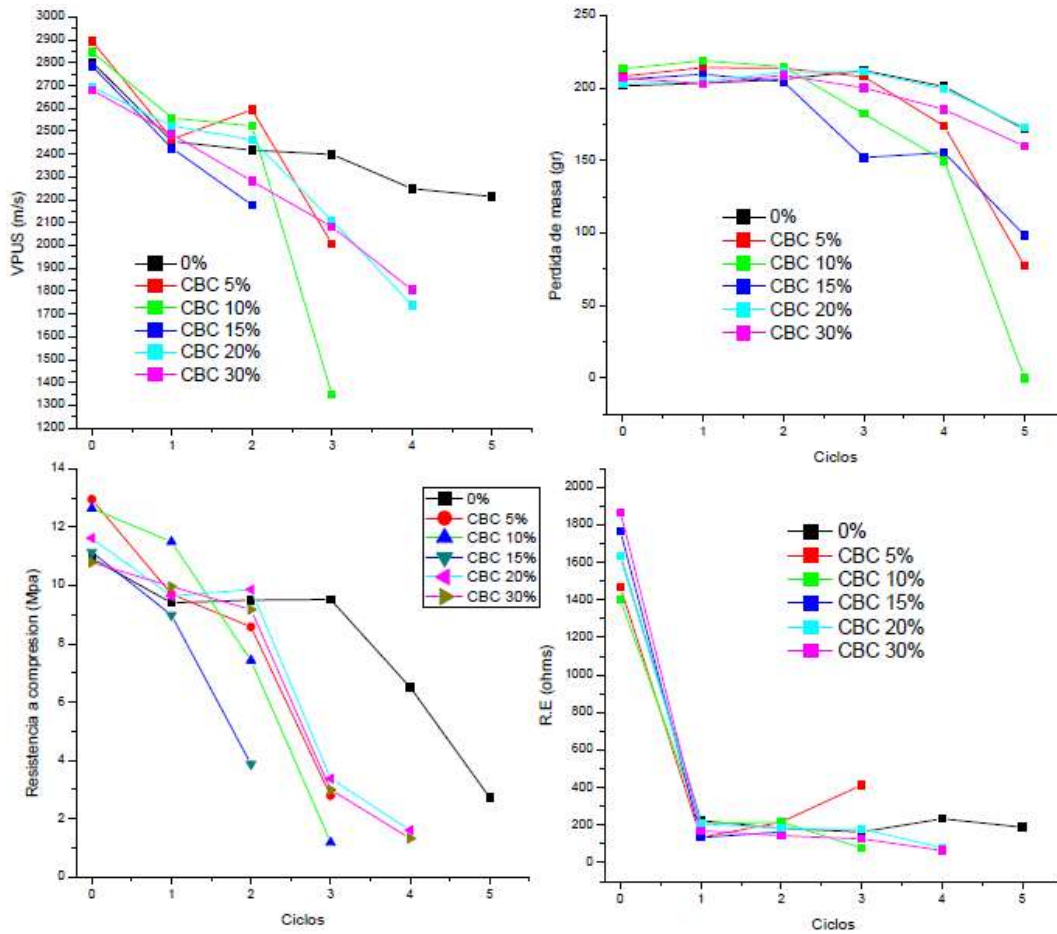 3000
2900
2800
2700
2600
2500
2400
2300
2200
2100
2000
1900
1800
1700
1600
1500
1400
1300
1200
VPUS (m/s)
0%
CBC 5%
CBC 10%
CBC 15%
CBC 20%
CBC 30%
0 1 2 3 4 5
250
200
150
100
50
0
Perdida de masa (gr)
0%
CBC 5%
CBC 10%
CBC 15%
CBC 20%
CBC 30%
0 1 2 3 4 5
Ciclos
14
12
10
8
6
4
2
0
Resistencia a compresion (Mpa)
0%
CBC 5%
CBC 10%
CBC 15%
CBC 20%
CBC 30%
0 1 2 3 4 5
Ciclos
2000
1800
1600
1400
1200
1000
800
600
400
200
0
R.E (ohms)
0%
CBC 5%
CBC 10%
CBC 15%
CBC 20%
CBC 30%
0 1 2 3 4 5
Ciclos